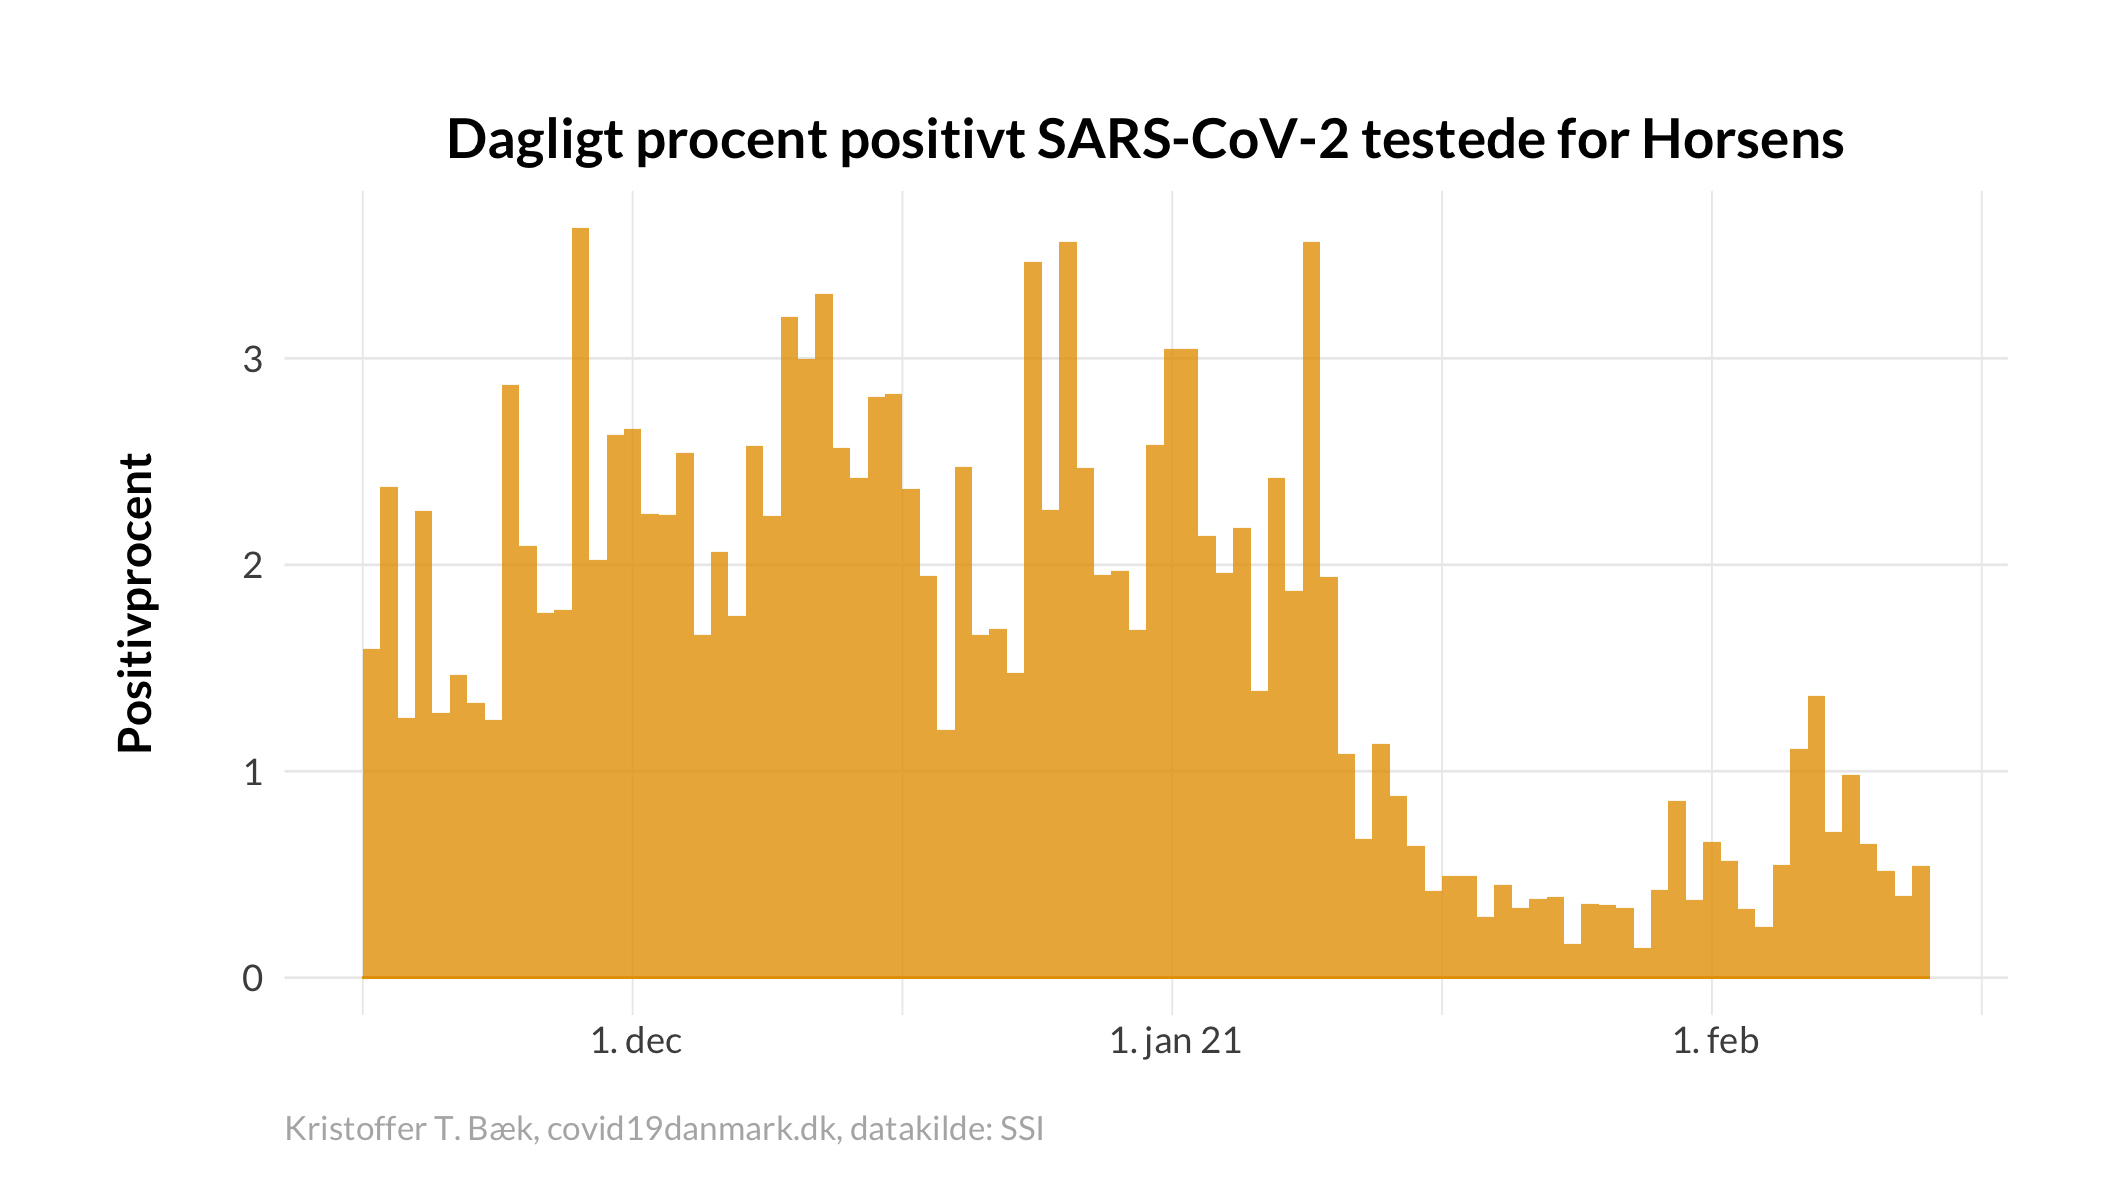 Dagligt procent positivt SARS-CoV-2 testede for Horsens
Positivprocent
3
2
1
0
1. dec
1. jan 21
1. feb
Kristoffer T. Bæk, covid19danmark.dk, datakilde: SSI